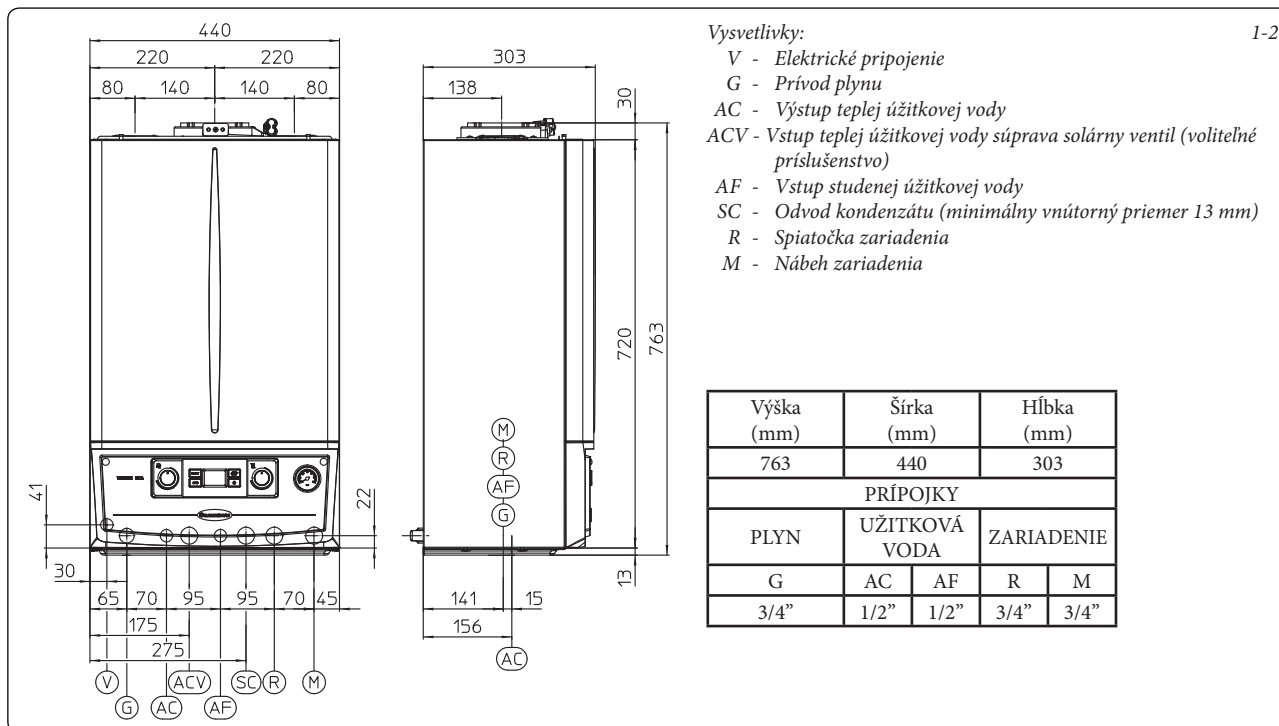 440
220 220
80 140 140 80
303
138
30
720
763
41
22
30
65 70 95 95 70 45
175
275
V G AC ACV AF SC R M
M
R
AF
G
13
141 15
156
AC
Vysvetlivky:
1-2
V - Elektrické pripojenie
G - Prívod plynu
AC - Výstup teplej úžitkovej vody
ACV - Vstup teplej úžitkovej vody súprava solárny ventil (voliteľné
príslušenstvo)
AF - Vstup studenej úžitkovej vody
SC - Odvod kondenzátu (minimálny vnútorný priemer 13 mm)
R - Spiatočka zariadenia
M - Nábeh zariadenia
Výška Šírka Hĺbka
(mm) (mm) (mm)
763 440 303
PRÍPOJKY
PLYN UŽITKOVÁ ZARIADENIE
VODA
G AC AF R M
3/4” 1/2” 1/2” 3/4” 3/4”